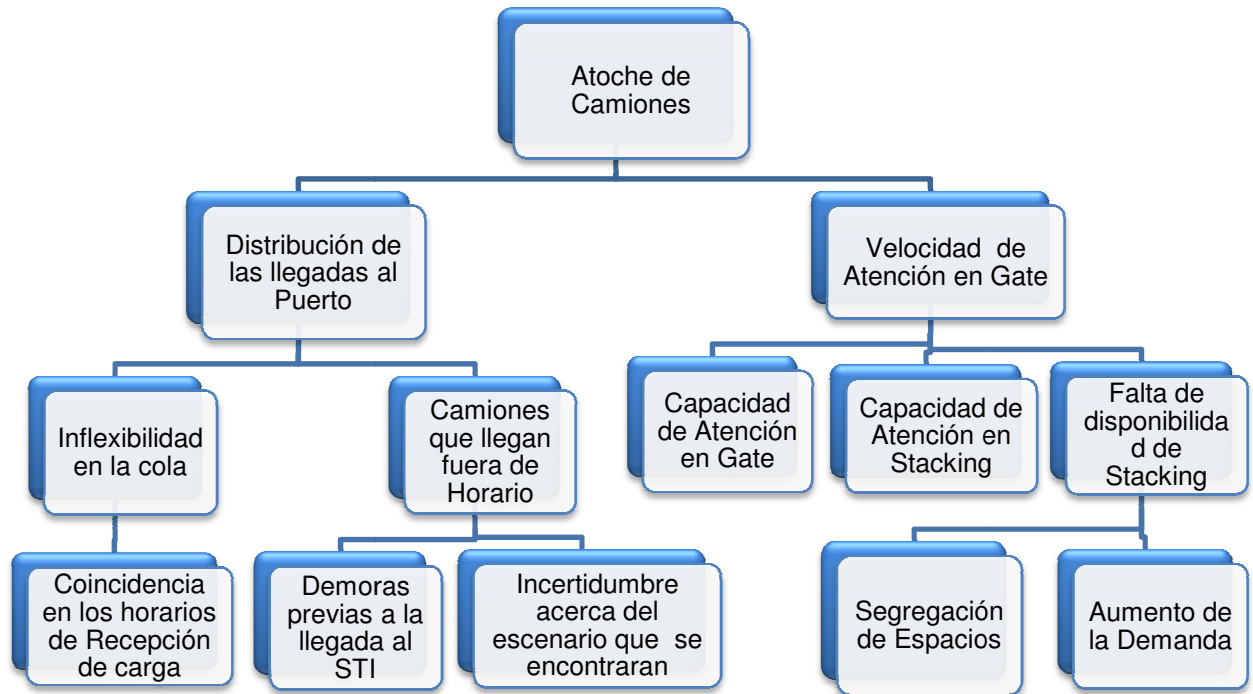 Atoche de
Camiones
Distribución de
las llegadas al
Puerto
Velocidad de
Atención en Gate
Inflexibilidad
en la cola
Camiones
que llegan
fuera de
Horario
Capacidad
de Atención
en Gate
Capacidad de
Atención en
Stacking
Falta de
disponibilida
d de
Stacking
Coincidencia
en los horarios
de Recepción
de carga
Demoras
previas a la
llegada al
STI
Incertidumbre
acerca del
escenario que se
encontraran
Segregación
de Espacios
Aumento de
la Demanda